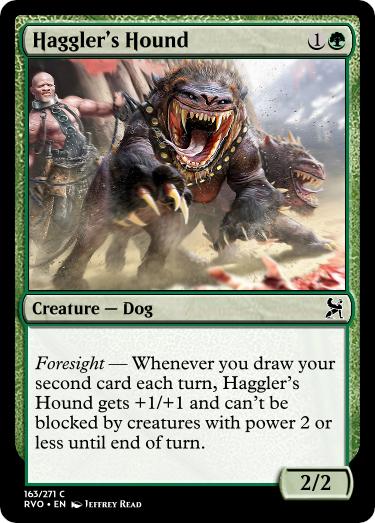 Haggler's Hound 1
Creature — Dog
Foresight — Whenever you draw your
second card each turn, Haggler's
Hound gets +1/+1 and can't be
blocked by creatures with power 2 or
less until end of turn.
2/2
163/271 C
RVO • EN Jeffrey Read